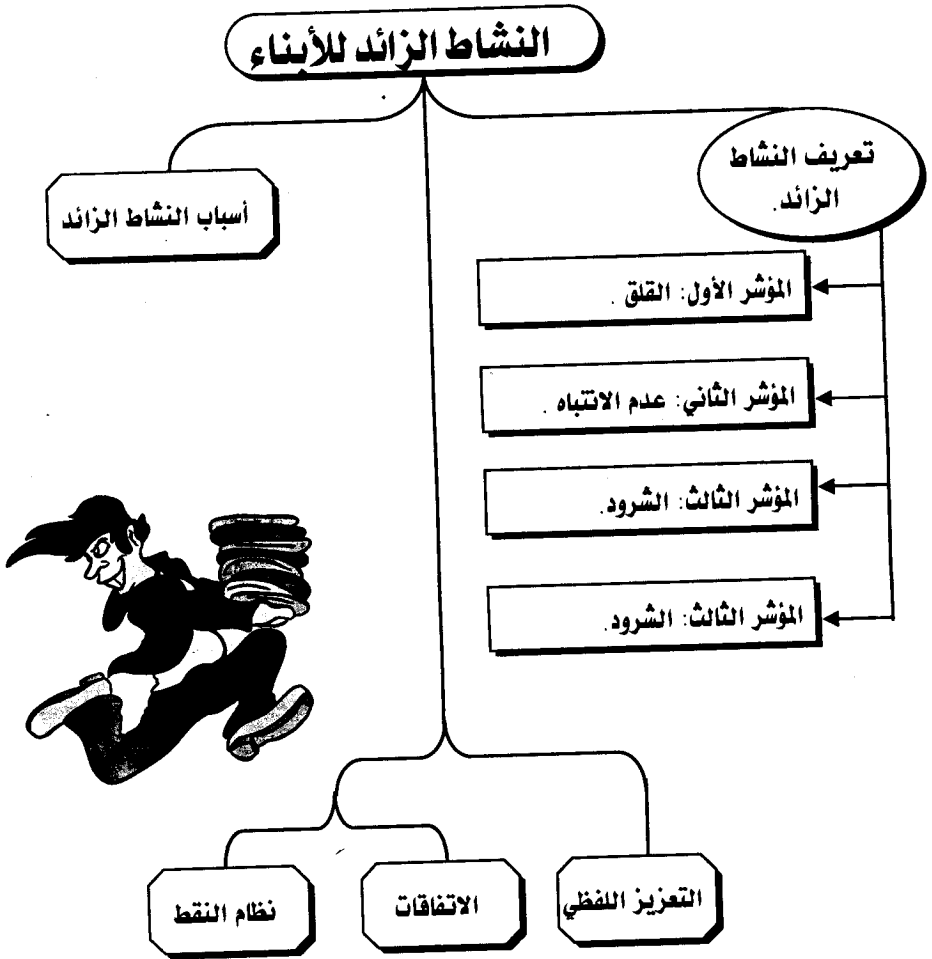 النشاط الزائد للأبناء
تعريف النشاط
الزائد.
أسباب النشاط الزائد
المؤشر الأول: القلق .
المؤشر الثاني: عدم الانتباه .
المؤشر الثالث: الشرود.
المؤشر الثالث: الشرود.
التعزيز اللفظي
الاتفاقات
نظام النقط